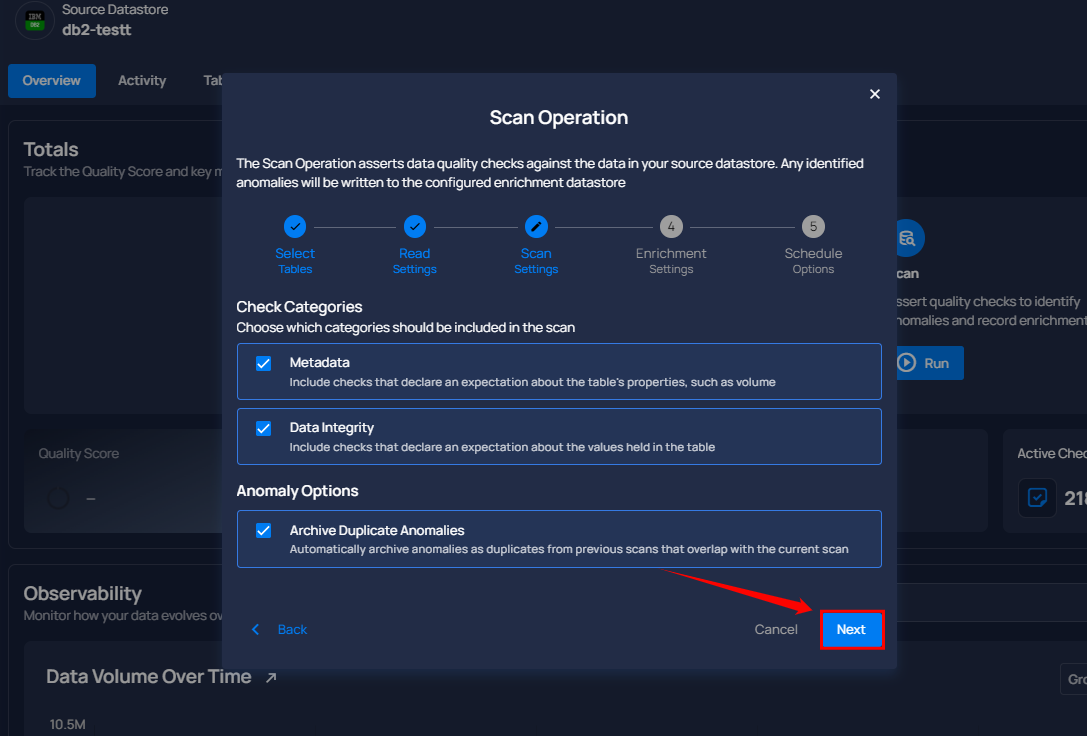 IBM
DB2
Source Datastore
db2-testt
Overview
Activity
Tab
Totals
Track the Quality Score and key m
Scan Operation
The Scan Operation asserts data quality checks against the data in your source datastore. Any identified
anomalies will be written to the configured enrichment datastore
Select
Tables
Read
Settings
Scan
Settings
4
Enrichment
Settings
5
Schedule
Options
Check Categories
Choose which categories should be included in the scan
Metadata
Include checks that declare an expectation about the table's properties, such as volume
Data Integrity
Include checks that declare an expectation about the values held in the table
Anomaly Options
Archive Duplicate Anomalies
Automatically archive anomalies as duplicates from previous scans that overlap with the current scan
Back
Cancel
Next
can
ssert quality checks to identify
nomalies and record enrichment
Run
Quality Score
–
Active Chec
218
Observability
Monitor how your data evolves ov
Data Volume Over Time
10.5M
Gro